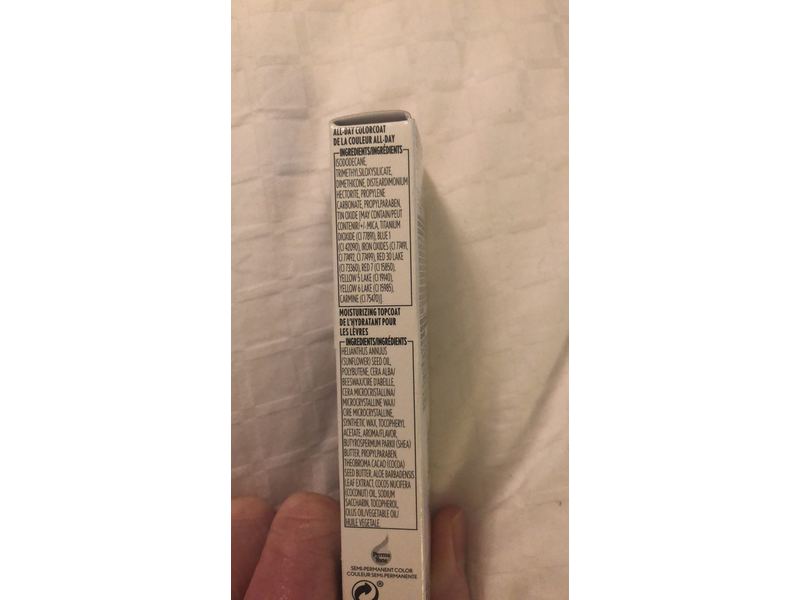 ALL-DAY COLORCOAT
DE LA COULEUR ALL-DAY
INGREDIENTS/INGRÉDIENTS
ISODODECANE,
TRIMETHYLSILOXYSILICATE,
DIMETHICONE, DISTEARDIMONIUM
HECTORITE, PROPYLENE
CARBONATE, PROPYLPARABEN,
TIN OXIDE [MAY CONTAIN/PEUT
CONTENIR/+/-MICA, TITANIUM
DIOXIDE (CI 77891), BLUE 1
(CI 42090), IRON OXIDES (CI 77491,
CI 77492, CI 77499), RED 30 LAKE
(CI 73360), RED 7 (CI 15850),
YELLOW 5 LAKE (CI 19140),
YELLOW 6 LAKE (CI 15985),
CARMINE (CI 75470)].
MOISTURIZING TOPCOAT
DE L'HYDRATANT POUR
LES LÈVRES
INGREDIENTS/INGRÉDIENTS
HELIANTHUS ANNUUS
(SUNFLOWER) SEED OIL,
POLYBUTENE, CERA ALBA/
BEESWAX/CIRE D'ABEILLE,
CERA MICROCRISTALLINA/
MICROCRYSTALLINE WAX/
CIRE MICROCRYSTALLINE,
SYNTHETIC WAX, TOCOPHERYL
ACETATE, AROMA/FLAVOR,
BUTYROSPERMUM PARKII (SHEA)
BUTTER, PROPYLPARABEN,
THEOBROMA CACAO (COCOA)
SEED BUTTER, ALOE BARBADENSIS
LEAF EXTRACT, COCOS NUCIFERA
(COCONUT) OIL, SODIUM
SACCHARIN, TOCOPHEROL,
OLUS OIL/VEGETABLE OIL/
HUILE VEGETALE.
Perma
Tone
SEMI-PERMANENT COLOR
COULEUR SEMI-PERMANENTE